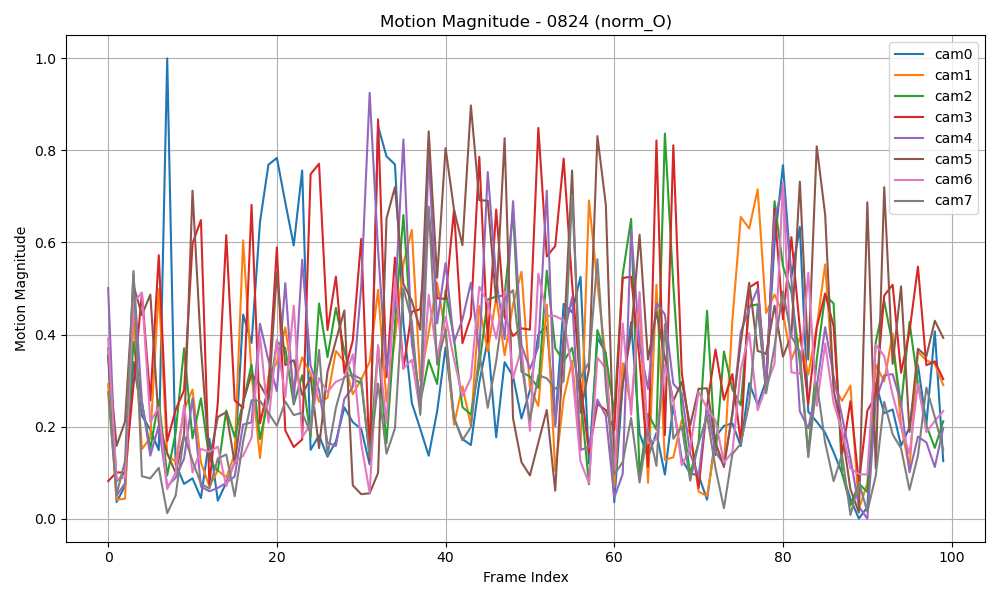 Motion Magnitude - 0824 (norm_O)
Motion Magnitude
1.0
0.8
0.6
0.4
0.2
0.0
0
20
40
60
80
100
Frame Index
cam0
cam1
cam2
cam3
cam4
cam5
cam6
cam7